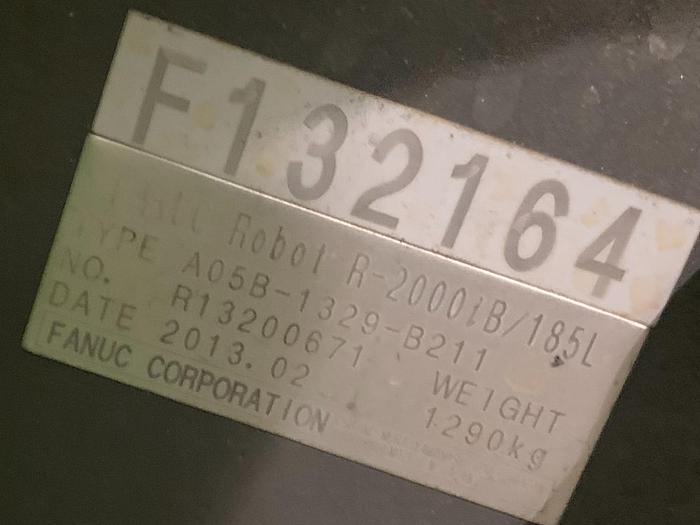 F132164
Robot R-2000iB/185L
TYPE A05B-1329-B211
NO. R13200671 WEIGHT
DATE 2013.02 1290kg
FANUC CORPORATION